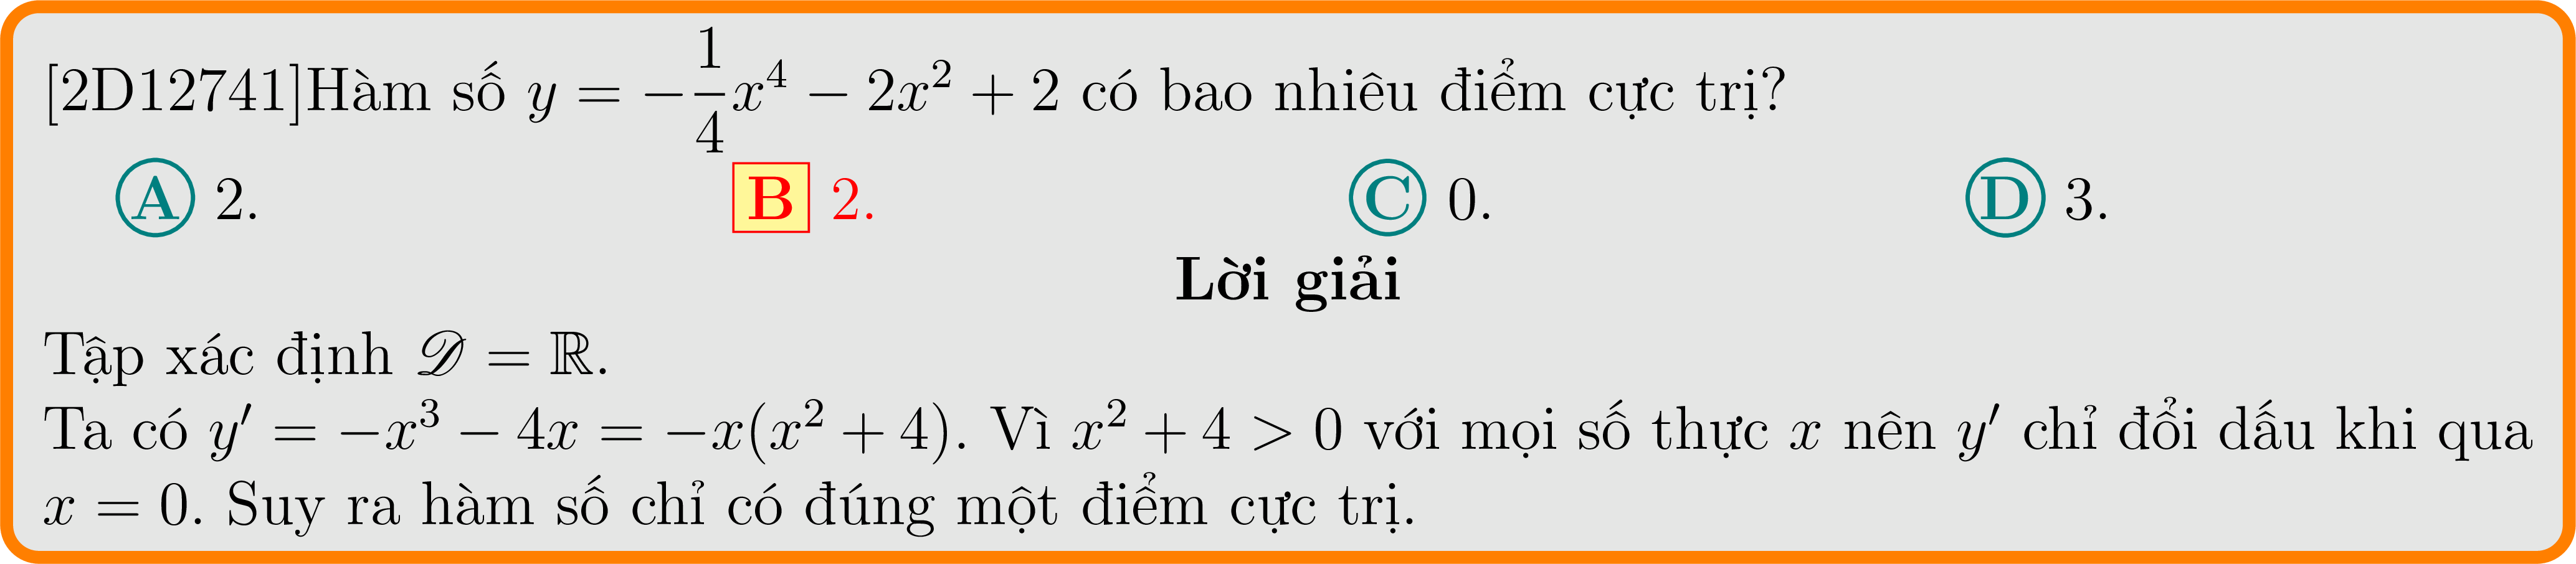 [2D12741]Hàm số $y = -\dfrac{1}{4}x^4 - 2x^2 + 2$ có bao nhiêu điểm cực trị?
A 2. B 2. C 0. D 3.
Lời giải
Tập xác định $\mathscr{D} = \mathbb{R}$.
Ta có $y' = -x^3 - 4x = -x(x^2 + 4)$. Vì $x^2 + 4 > 0$ với mọi số thực $x$ nên $y'$ chỉ đổi dấu khi qua
$x = 0$. Suy ra hàm số chỉ có đúng một điểm cực trị.